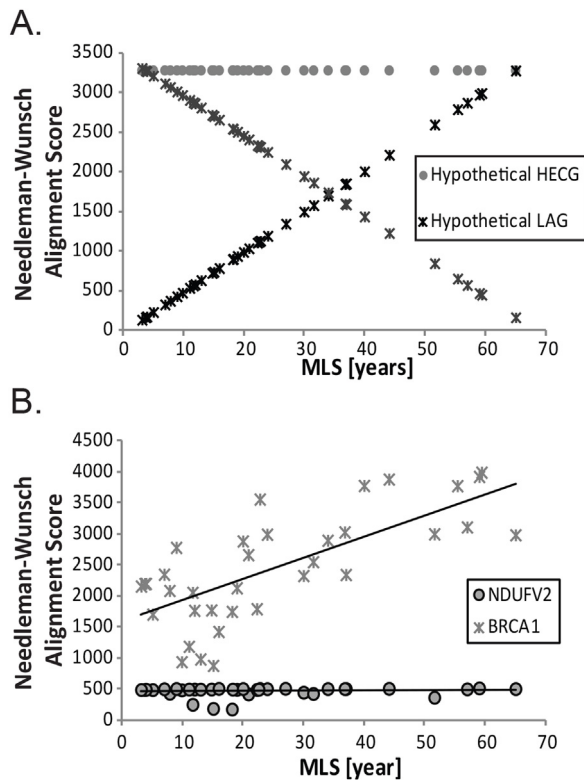 A.
Needleman-Wunsch
Alignment Score
3500
3000
2500
2000
1500
1000
500
0
Hypothetical HECG
Hypothetical LAG
0 10 20 30 40 50 60 70
MLS [years]
B.
Needleman-Wunsch
Alignment Score
4500
4000
3500
3000
2500
2000
1500
1000
500
0
NDUFV2
BRCA1
0 10 20 30 40 50 60 70
MLS [year]